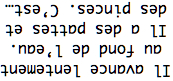 Il avance lentement
au fond de l'eau.
Il a des pattes et
des pinces. C'est…